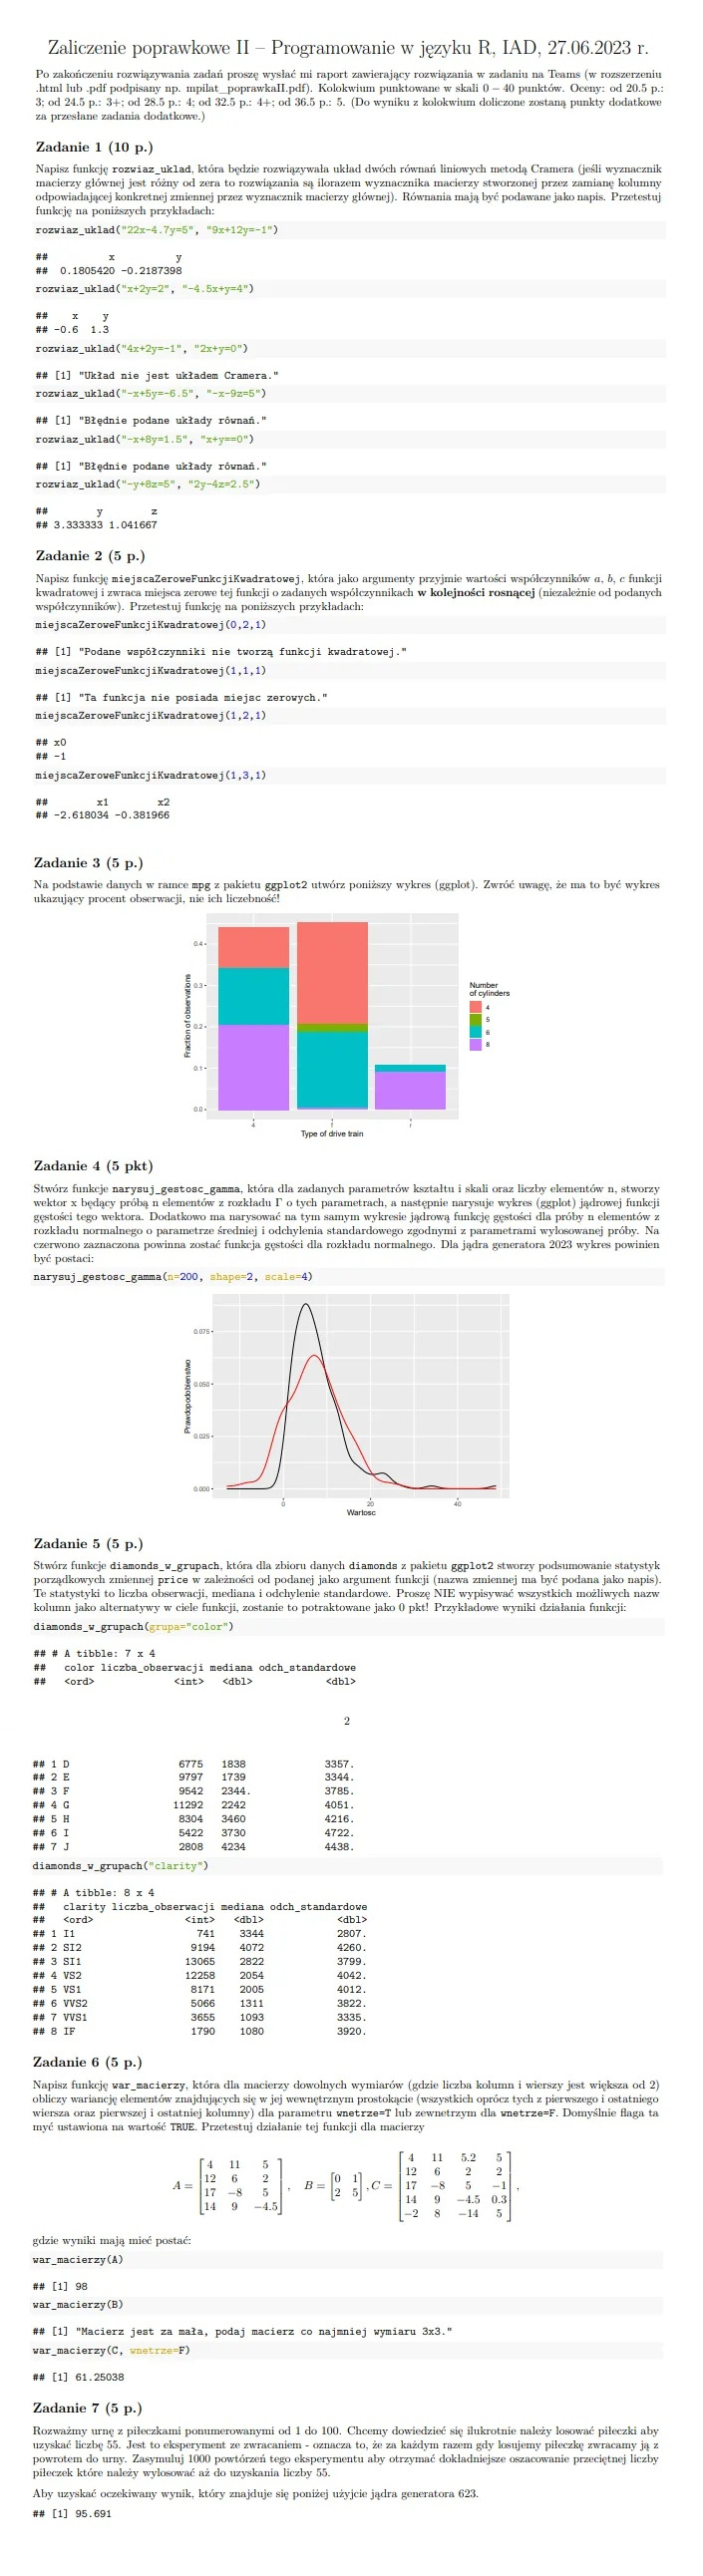 Zaliczenie poprawkowe II – Programowanie w języku R, IAD, 27.06.2023 r.
Po zakończeniu rozwiązywania zadań proszę wysłać mi raport zawierający rozwiązania w zadaniu na Teams (w rozszerzeniu
.html lub .pdf podpisany np. mpilat_poprawkaII.pdf). Kolokwium punktowane w skali 0 – 40 punktów. Oceny: od 20.5 p.:
3; od 24.5 p.: 3+; od 28.5 p.: 4; od 32.5 p.: 4+; od 36.5 p.: 5. (Do wyniku z kolokwium doliczone zostaną punkty dodatkowe
za przesłane zadania dodatkowe.)
Zadanie 1 (10 p.)
Napisz funkcję rozwiaz_uklad, która będzie rozwiązywała układ dwóch równań liniowych metodą Cramera (jeśli wyznacznik
macierzy głównej jest różny od zera to rozwiązania są ilorazem wyznacznika macierzy stworzonej przez zamianę kolumny
odpowiadającej konkretnej zmiennej przez wyznacznik macierzy głównej). Równania mają być podawane jako napis. Przetestuj
funkcję na poniższych przykładach:
rozwiaz_uklad("22x-4.7y=5", "9x+12y=-1")
## x y
## 0.1805420 -0.2187398
rozwiaz_uklad("x+2y=2", "-4.5x+y=4")
## x y
## -0.6 1.3
rozwiaz_uklad("4x+2y=-1", "2x+y=0")
## [1] "Układ nie jest układem Cramera."
rozwiaz_uklad("-x+5y=-6.5", "-x-9z=5")
## [1] "Błędnie podane układy równań."
rozwiaz_uklad("-x+8y=1.5", "x+y==0")
## [1] "Błędnie podane układy równań."
rozwiaz_uklad("-y+8z=5", "2y-4z=2.5")
## y z
## 3.333333 1.041667
Zadanie 2 (5 p.)
Napisz funkcję miejscaZeroweFunkcjiKwadratowej, która jako argumenty przyjmie wartości współczynników a, b, c funkcji
kwadratowej i zwraca miejsca zerowe tej funkcji o zadanych współczynnikach w kolejności rosnącej (niezależnie od podanych
współczynników). Przetestuj funkcję na poniższych przykładach:
miejscaZeroweFunkcjiKwadratowej(0,2,1)
## [1] "Podane współczynniki nie tworzą funkcji kwadratowej."
miejscaZeroweFunkcjiKwadratowej(1,1,1)
## [1] "Ta funkcja nie posiada miejsc zerowych."
miejscaZeroweFunkcjiKwadratowej(1,2,1)
## x0
## -1
miejscaZeroweFunkcjiKwadratowej(1,3,1)
## x1 x2
## -2.618034 -0.381966
Zadanie 3 (5 p.)
Na podstawie danych w ramce mpg z pakietu ggplot2 utwórz poniższy wykres (ggplot). Zwróć uwagę, że ma to być wykres
ukazujący procent obserwacji, nie ich liczebność!
Fraction of observations
0.4
0.3
0.2
0.1
0.0
4 f r
Type of drive train
Number
of cylinders
4
5
6
8
Zadanie 4 (5 pkt)
Stwórz funkcje narysuj_gestosc_gamma, która dla zadanych parametrów kształtu i skali oraz liczby elementów n, stworzy
wektor x będący próbą n elementów z rozkładu Γ o tych parametrach, a następnie narysuje wykres (ggplot) jądrowej funkcji
gęstości tego wektora. Dodatkowo ma narysować na tym samym wykresie jądrową funkcję gęstości dla próby n elementów z
rozkładu normalnego o parametrze średniej i odchylenia standardowego zgodnymi z parametrami wylosowanej próby. Na
czerwono zaznaczona powinna zostać funkcja gęstości dla rozkładu normalnego. Dla jądra generatora 2023 wykres powinien
być postaci:
narysuj_gestosc_gamma(n=200, shape=2, scale=4)
Prawdopodobieństwo
0.075
0.050
0.025
0.000
0 20 40
Wartosc
Zadanie 5 (5 p.)
Stwórz funkcje diamonds_w_grupach, która dla zbioru danych diamonds z pakietu ggplot2 stworzy podsumowanie statystyk
porządkowych zmiennej price w zależności od podanej jako argument funkcji (nazwa zmiennej ma być podana jako napis).
Te statystyki to liczba obserwacji, mediana i odchylenie standardowe. Proszę NIE wypisywać wszystkich możliwych nazw
kolumn jako alternatywy w ciele funkcji, zostanie to potraktowane jako 0 pkt! Przykładowe wyniki działania funkcji:
diamonds_w_grupach(grupa="color")
## # A tibble: 7 x 4
## color liczba_obserwacji mediana odch_standardowe
## <ord> <int> <dbl> <dbl>
2
## 1 D 6775 1838 3357.
## 2 E 9797 1739 3344.
## 3 F 9542 2344. 3785.
## 4 G 11292 2242 4051.
## 5 H 8304 3460 4216.
## 6 I 5422 3730 4722.
## 7 J 2808 4234 4438.
diamonds_w_grupach("clarity")
## # A tibble: 8 x 4
## clarity liczba_obserwacji mediana odch_standardowe
## <ord> <int> <dbl> <dbl>
## 1 I1 741 3344 2807.
## 2 SI2 9194 4072 4260.
## 3 SI1 13065 2822 3799.
## 4 VS2 12258 2054 4042.
## 5 VS1 8171 2005 4012.
## 6 VVS2 5066 1311 3822.
## 7 VVS1 3655 1093 3335.
## 8 IF 1790 1080 3920.
Zadanie 6 (5 p.)
Napisz funkcję war_macierzy, która dla macierzy dowolnych wymiarów (gdzie liczba kolumn i wierszy jest większa od 2)
obliczy wariancję elementów znajdujących się w jej wewnętrznym prostokącie (wszystkich oprócz tych z pierwszego i ostatniego
wiersza oraz pierwszej i ostatniej kolumny) dla parametru wnetrze=T lub zewnetrznym dla wnetrze=F. Domyślnie flaga ta
myć ustawiona na wartość TRUE. Przetestuj działanie tej funkcji dla macierzy
4 11 5 4 11 5.2 5
12 6 2 12 6 2 2
A = 17 −8 5 , B = 0 1 , C = 17 −8 5 −1 ,
14 9 −4.5 2 5 14 9 −4.5 0.3
−2 8 −14 5
gdzie wyniki mają mieć postać:
war_macierzy(A)
## [1] 98
war_macierzy(B)
## [1] "Macierz jest za mała, podaj macierz co najmniej wymiaru 3x3."
war_macierzy(C, wnetrze=F)
## [1] 61.25038
Zadanie 7 (5 p.)
Rozważmy urnę z piłeczkami ponumerowanymi od 1 do 100. Chcemy dowiedzieć się ilukrotnie należy losować piłeczki aby
uzyskać liczbę 55. Jest to eksperyment ze zwracaniem - oznacza to, że za każdym razem gdy losujemy piłeczkę zwracamy ją z
powrotem do urny. Zasymuluj 1000 powtórzeń tego eksperymentu aby otrzymać dokładniejsze oszacowanie przeciętnej liczby
piłeczek które należy wylosować aż do uzyskania liczby 55.
Aby uzyskać oczekiwany wynik, który znajduje się poniżej użyjcie jądra generatora 623.
## [1] 95.691